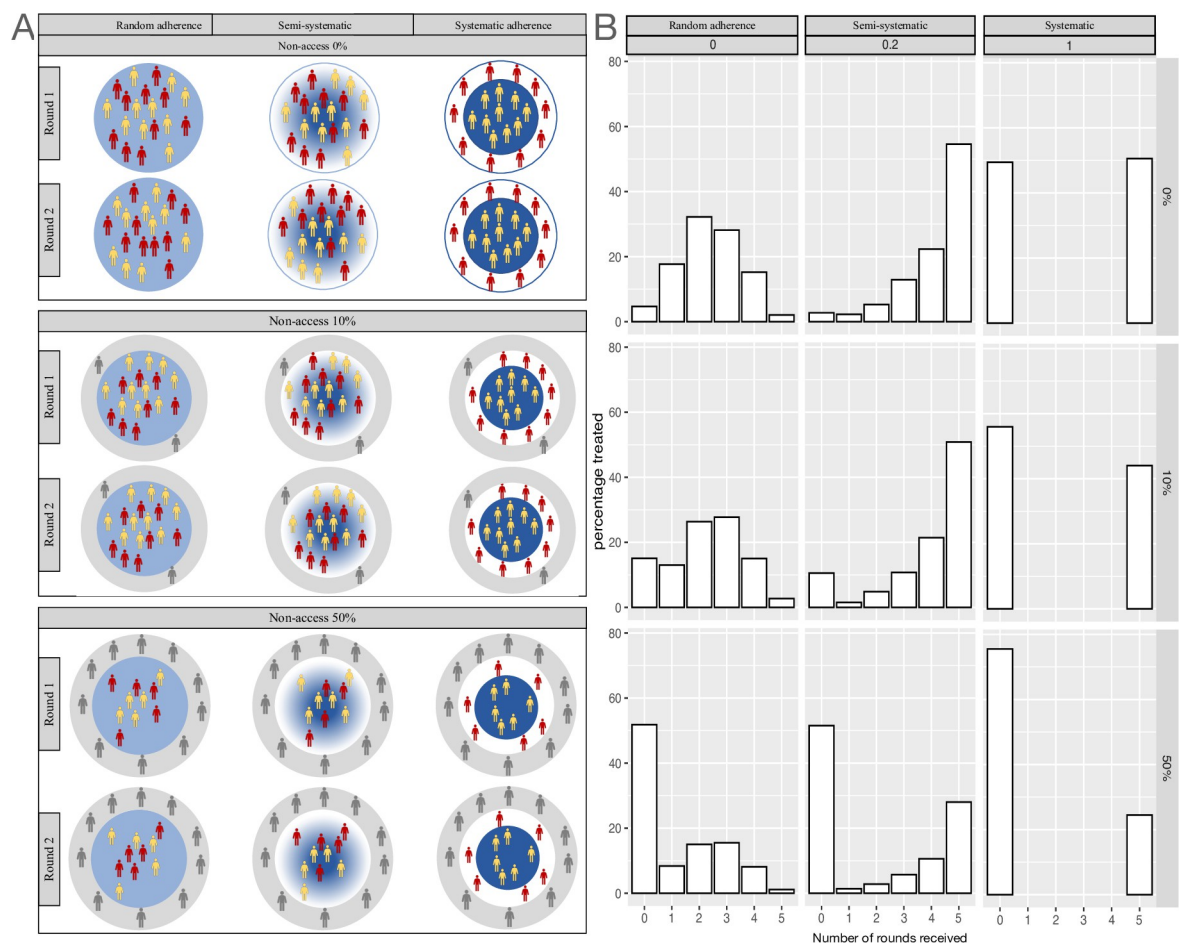 A
Random adherence Semi-systematic Systematic adherence
Non-access 0%
Round 1
Round 2
Non-access 10%
Round 1
Round 2
Non-access 50%
Round 1
Round 2
B
Random adherence Semi-systematic Systematic
0 0.2 1
percentage treated
80
60
40
20
0
0%
80
60
40
20
0
10%
80
60
40
20
0
50%
0 1 2 3 4 5 0 1 2 3 4 5 0 1 2 3 4 5
Number of rounds received